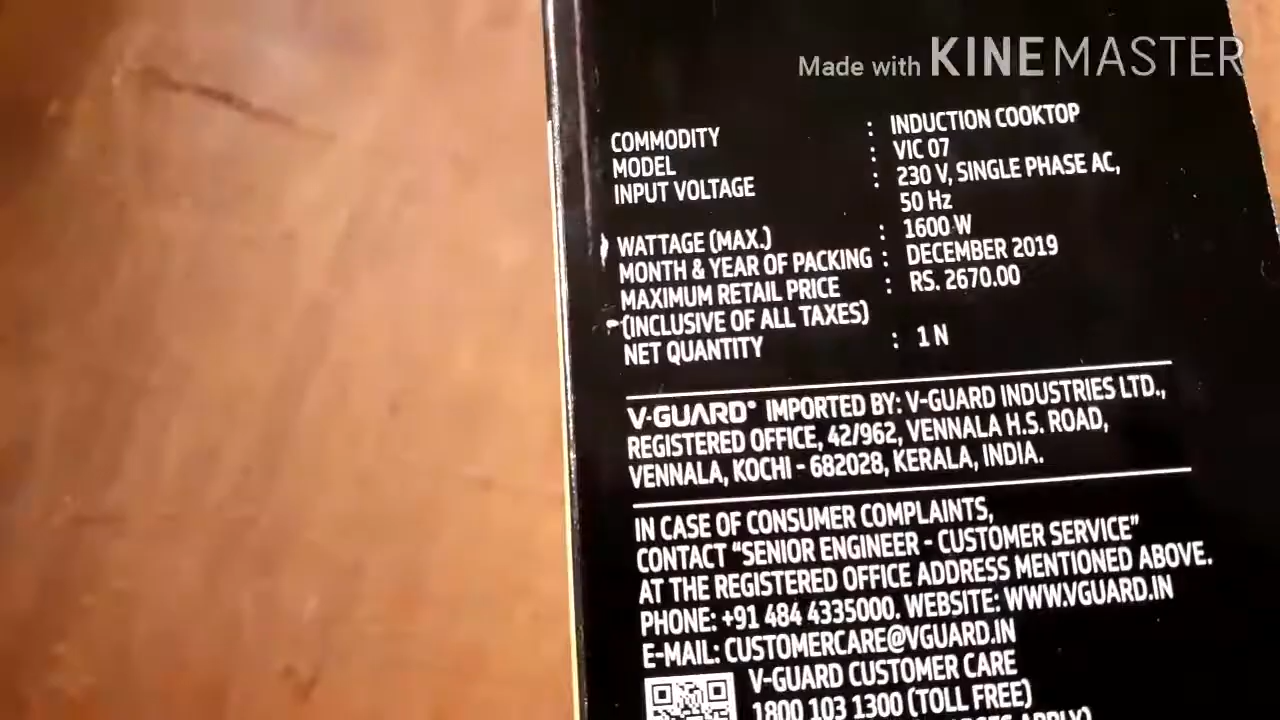 Made with KINEMASTER
COMMODITY : INDUCTION COOKTOP
MODEL : VIC 07
INPUT VOLTAGE : 230 V, SINGLE PHASE AC,
50 Hz
WATTAGE (MAX.) : 1600 W
MONTH & YEAR OF PACKING : DECEMBER 2019
MAXIMUM RETAIL PRICE : RS. 2670.00
(INCLUSIVE OF ALL TAXES)
NET QUANTITY : 1 N
V-GUARD® IMPORTED BY: V-GUARD INDUSTRIES LTD.,
REGISTERED OFFICE, 42/962, VENNALA H.S. ROAD,
VENNALA, KOCHI - 682028, KERALA, INDIA.
IN CASE OF CONSUMER COMPLAINTS,
CONTACT "SENIOR ENGINEER - CUSTOMER SERVICE"
AT THE REGISTERED OFFICE ADDRESS MENTIONED ABOVE.
PHONE: +91 484 4335000. WEBSITE: WWW.VGUARD.IN
E-MAIL: CUSTOMERCARE@VGUARD.IN
V-GUARD CUSTOMER CARE
1800 103 1300 (TOLL FREE)